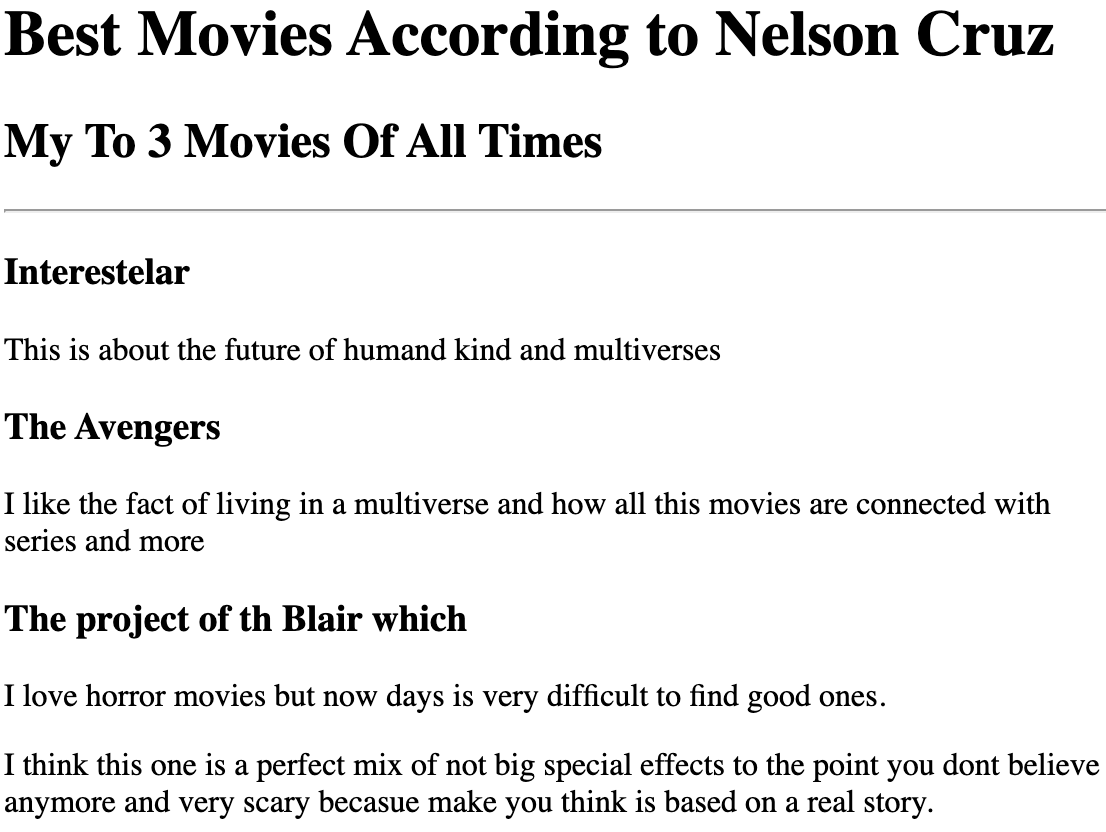 Best Movies According to Nelson Cruz
My To 3 Movies Of All Times
Interestelar
This is about the future of humand kind and multiverses
The Avengers
I like the fact of living in a multiverse and how all this movies are connected with
series and more
The project of th Blair which
I love horror movies but now days is very difficult to find good ones.
I think this one is a perfect mix of not big special effects to the point you dont believe
anymore and very scary becasue make you think is based on a real story.